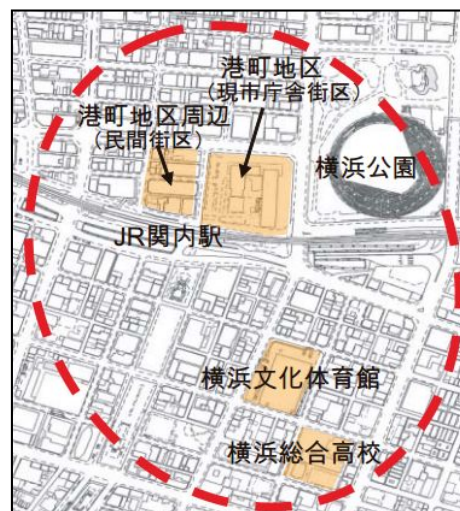 港町地区
（現市庁舎街区）
港町地区周辺
（民間街区）
横浜公園
JR関内駅
横浜文化体育館
横浜総合高校